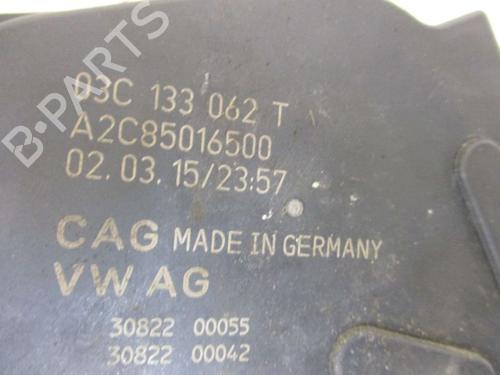 B-PARTS
03C 133 062 T
A2C85016500
02.03.15/23:57
CAG MADE IN GERMANY
VW AG
30822 00055
30822 00042